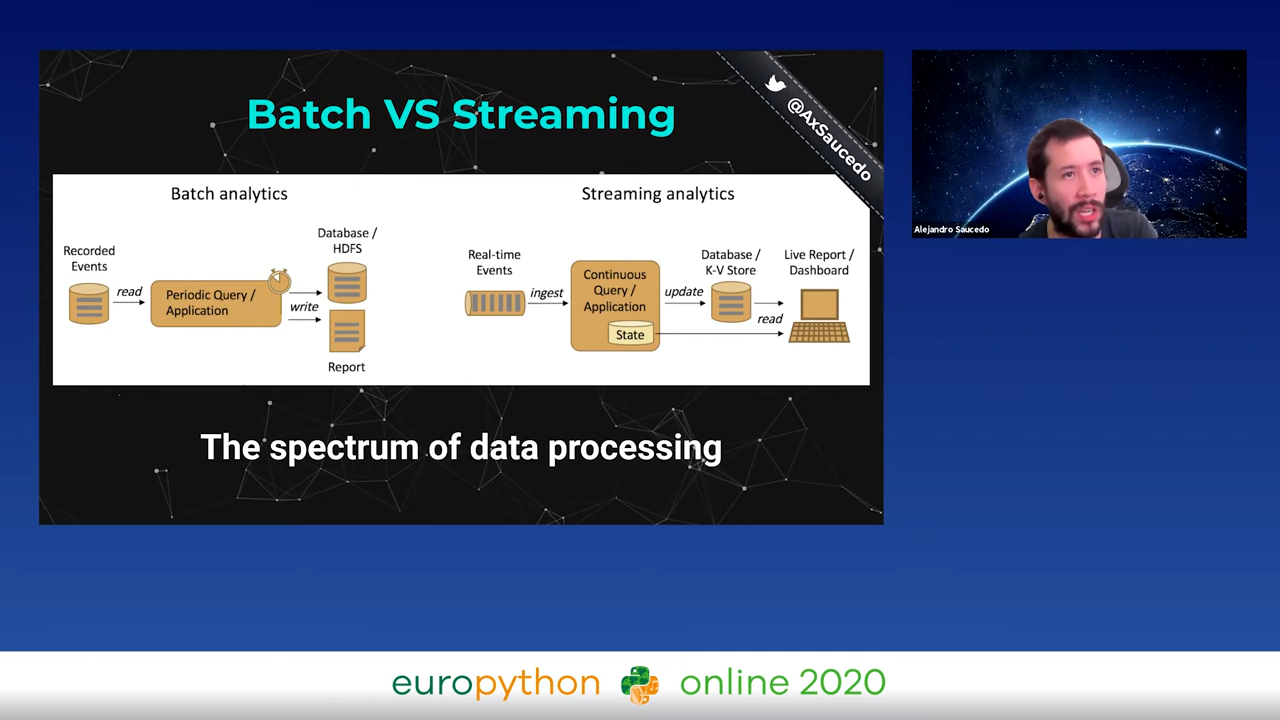 Batch VS Streaming
@AxSaucedo
Batch analytics
Recorded
Events
read
Periodic Query /
Application
write
Database /
HDFS
Report
Streaming analytics
Real-time
Events
ingest
Continuous
Query /
Application
State
update
Database /
K-V Store
read
Live Report /
Dashboard
The spectrum of data processing
Alejandro Saucedo
europython online 2020